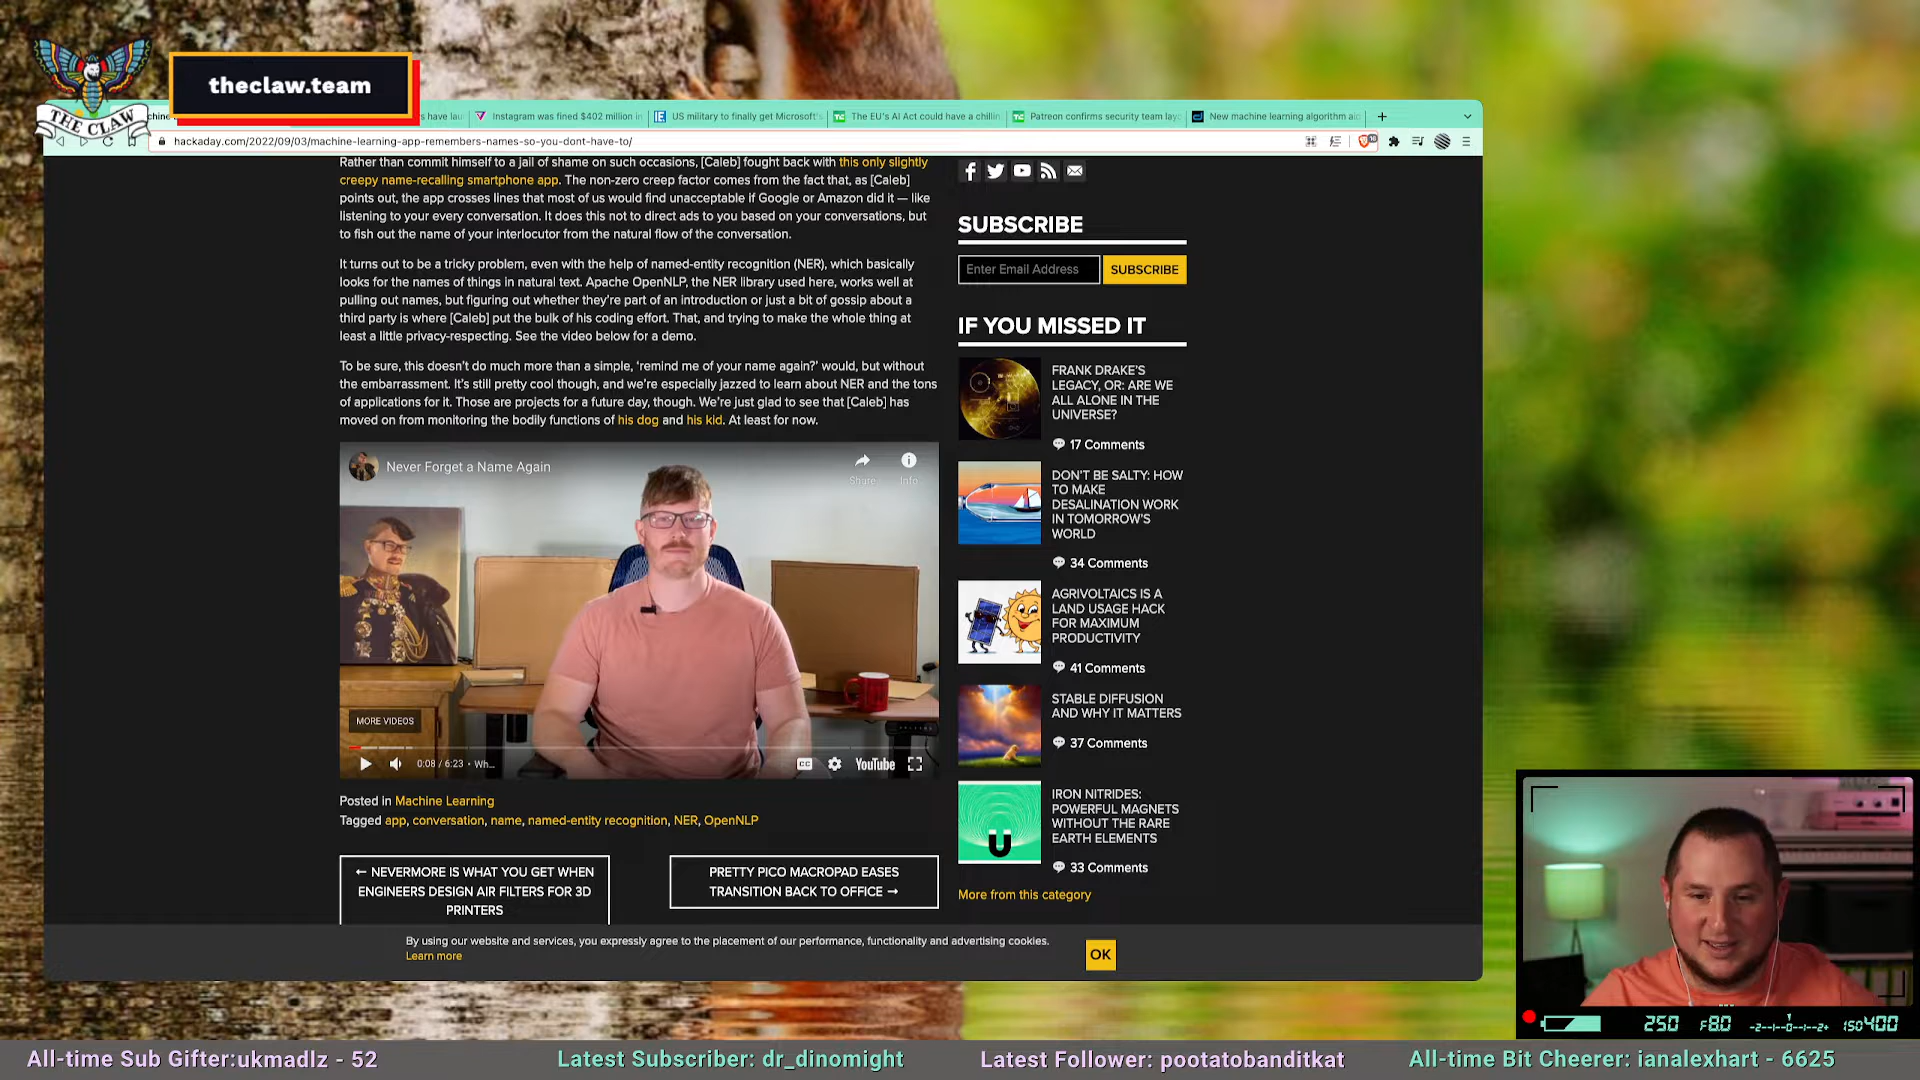 theclaw.team
THE CLAW
Instagram was fined $402 million in
US military to finally get Microsoft's
The EU's AI Act could have a chillin
Patreon confirms security team layo
New machine learning algorithm aid
hackaday.com/2022/09/03/machine-learning-app-remembers-names-so-you-dont-have-to/
Rather than commit himself to a jail of shame on such occasions, [Caleb] fought back with this only slightly
creepy name-recalling smartphone app. The non-zero creep factor comes from the fact that, as [Caleb]
points out, the app crosses lines that most of us would find unacceptable if Google or Amazon did it — like
listening to your every conversation. It does this not to direct ads to you based on your conversations, but
to fish out the name of your interlocutor from the natural flow of the conversation.
It turns out to be a tricky problem, even with the help of named-entity recognition (NER), which basically
looks for the names of things in natural text. Apache OpenNLP, the NER library used here, works well at
pulling out names, but figuring out whether they're part of an introduction or just a bit of gossip about a
third party is where [Caleb] put the bulk of his coding effort. That, and trying to make the whole thing at
least a little privacy-respecting. See the video below for a demo.
To be sure, this doesn't do much more than a simple, 'remind me of your name again?' would, but without
the embarrassment. It's still pretty cool though, and we're especially jazzed to learn about NER and the tons
of applications for it. Those are projects for a future day, though. We're just glad to see that [Caleb] has
moved on from monitoring the bodily functions of his dog and his kid. At least for now.
Never Forget a Name Again
Share
Info
MORE VIDEOS
0:08 / 6:23 • Wh...
CC
YouTube
Posted in Machine Learning
Tagged app, conversation, name, named-entity recognition, NER, OpenNLP
← NEVERMORE IS WHAT YOU GET WHEN
ENGINEERS DESIGN AIR FILTERS FOR 3D
PRINTERS
PRETTY PICO MACROPAD EASES
TRANSITION BACK TO OFFICE →
SUBSCRIBE
Enter Email Address
SUBSCRIBE
IF YOU MISSED IT
FRANK DRAKE'S
LEGACY, OR: ARE WE
ALL ALONE IN THE
UNIVERSE?
17 Comments
DON'T BE SALTY: HOW
TO MAKE
DESALINATION WORK
IN TOMORROW'S
WORLD
34 Comments
AGRIVOLTAICS IS A
LAND USAGE HACK
FOR MAXIMUM
PRODUCTIVITY
41 Comments
STABLE DIFFUSION
AND WHY IT MATTERS
37 Comments
IRON NITRIDES:
POWERFUL MAGNETS
WITHOUT THE RARE
EARTH ELEMENTS
33 Comments
More from this category
By using our website and services, you expressly agree to the placement of our performance, functionality and advertising cookies.
Learn more
OK
250 F8.0 -2··1··0··1··2+ ISO400
All-time Sub Gifter:ukmadlz - 52
Latest Subscriber: dr_dinomight
Latest Follower: pootatobanditkat
All-time Bit Cheerer: ianalexhart - 6625